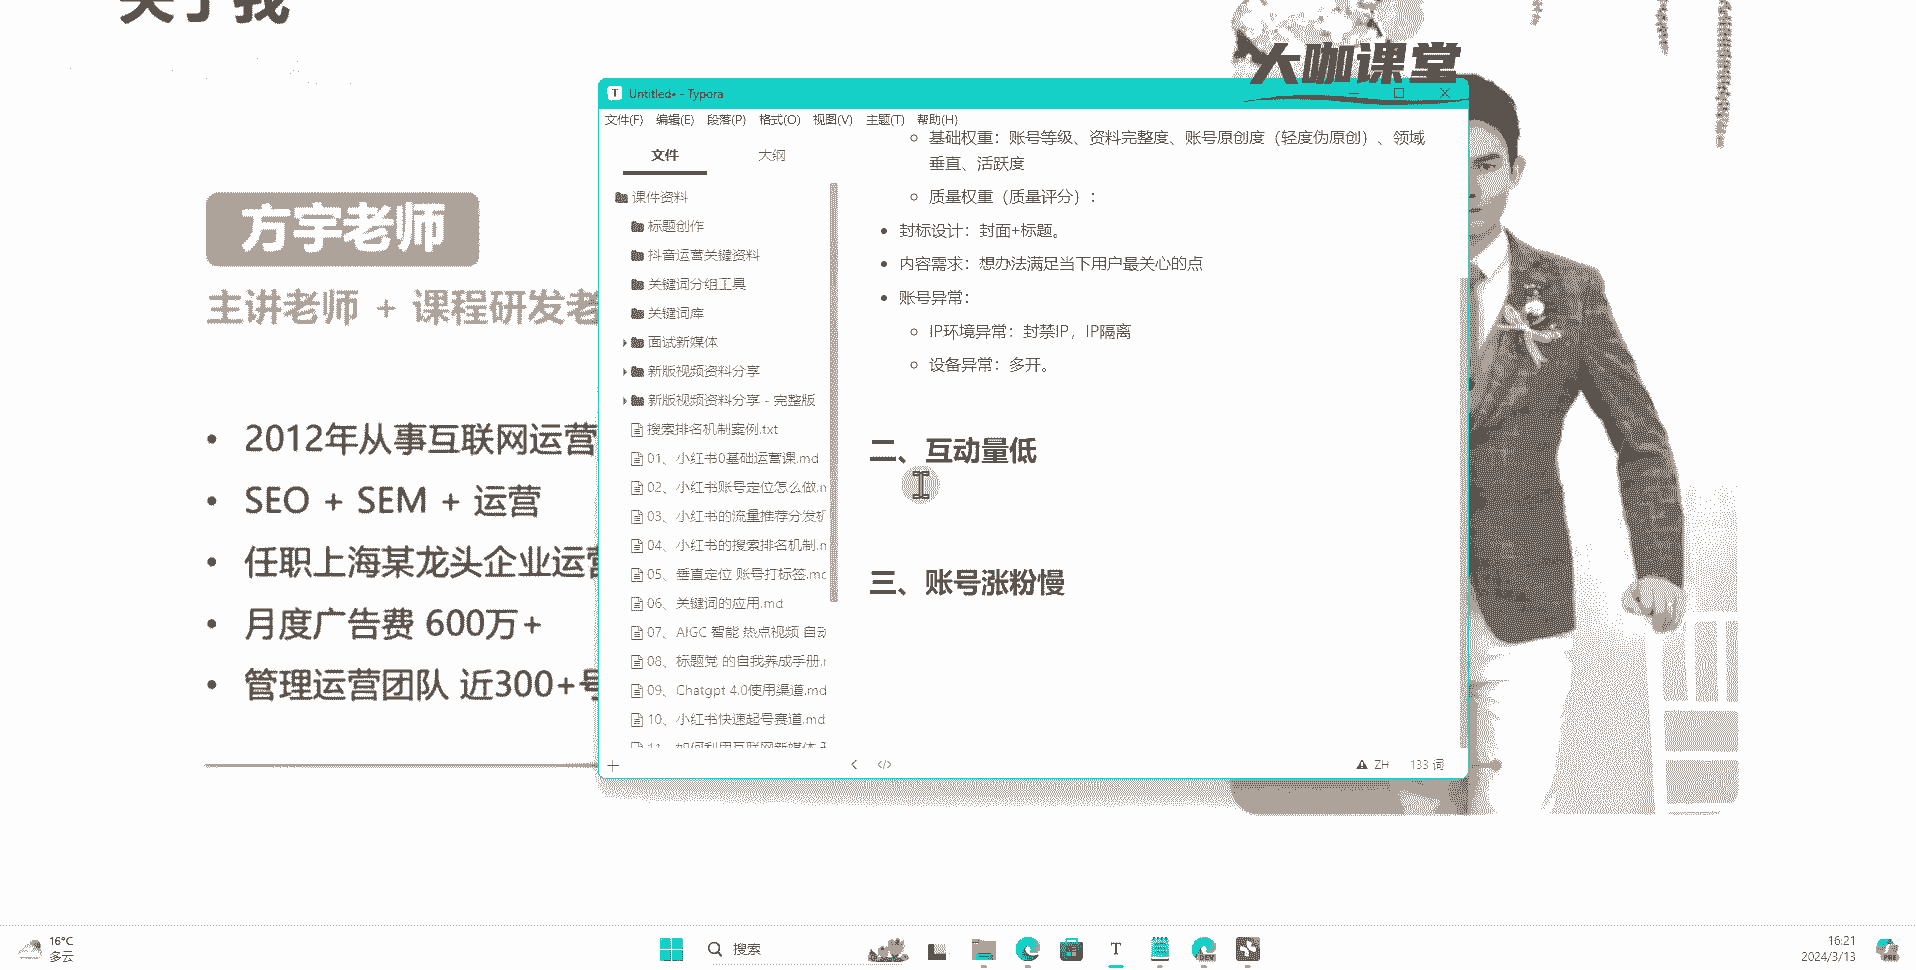 关于我
大咖课堂
方宇老师
主讲老师 + 课程研发老
2012年从事互联网运营
SEO + SEM + 运营
任职上海某龙头企业运营
月度广告费 600万+
管理运营团队 近300+号
Untitled• - Typora
文件(F) 编辑(E) 段落(P) 格式(O) 视图(V) 主题(T) 帮助(H)
文件 大纲
课件资料
标题创作
抖音运营关键资料
关键词分组工具
关键词库
面试新媒体
新版视频资料分享
新版视频资料分享 - 完整版
搜索排名机制案例.txt
01、小红书0基础运营课.md
02、小红书账号定位怎么做.m
03、小红书的流量推荐分发机
04、小红书的搜索排名机制.m
05、垂直定位 账号打标签.md
06、关键词的应用.md
07、AIGC 智能 热点视频 自动
08、标题党 的自我养成手册.m
09、Chatgpt 4.0使用渠道.md
10、小红书快速起号赛道.md
11、如何利用互联网新媒体
基础权重：账号等级、资料完整度、账号原创度（轻度伪原创）、领域
垂直、活跃度
质量权重（质量评分）：
封标设计：封面+标题。
内容需求：想办法满足当下用户最关心的点
账号异常：
IP环境异常：封禁IP，IP隔离
设备异常：多开。
二、互动量低
三、账号涨粉慢
ZH 133 词
16°C
多云
搜索
T
DEV
16:21
2024/3/13
PRE